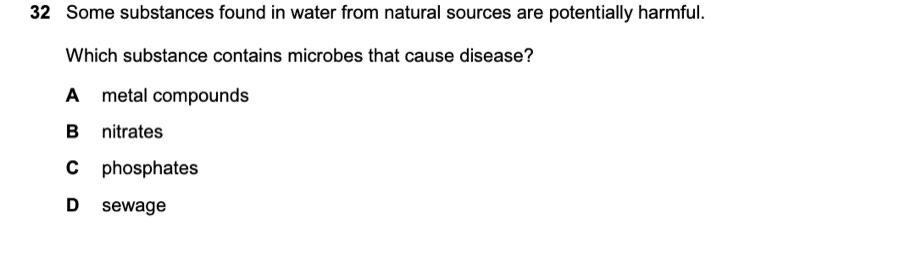 32 Some substances found in water from natural sources are potentially harmful.
Which substance contains microbes that cause disease?
A metal compounds
B nitrates
C phosphates
D sewage